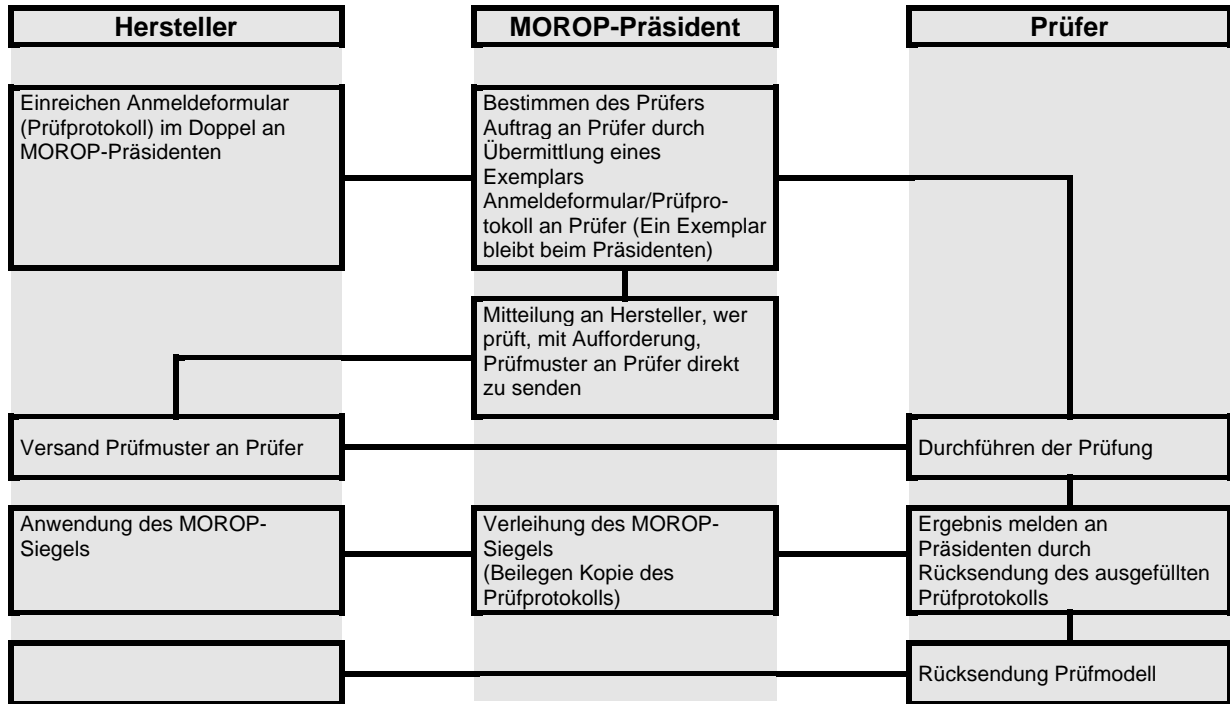 Hersteller
MOROP-Präsident
Prüfer
Einreichen Anmeldeformular
(Prüfprotokoll) im Doppel an
MOROP-Präsidenten
Bestimmen des Prüfers
Auftrag an Prüfer durch
Übermittlung eines
Exemplars
Anmeldeformular/Prüfpro-
tokoll an Prüfer (Ein Exemplar
bleibt beim Präsidenten)
Mitteilung an Hersteller, wer
prüft, mit Aufforderung,
Prüfmuster an Prüfer direkt
zu senden
Versand Prüfmuster an Prüfer
Durchführen der Prüfung
Anwendung des MOROP-
Siegels
Verleihung des MOROP-
Siegels
(Beilegen Kopie des
Prüfprotokolls)
Ergebnis melden an
Präsidenten durch
Rücksendung des ausgefüllten
Prüfprotokolls
Rücksendung Prüfmodell